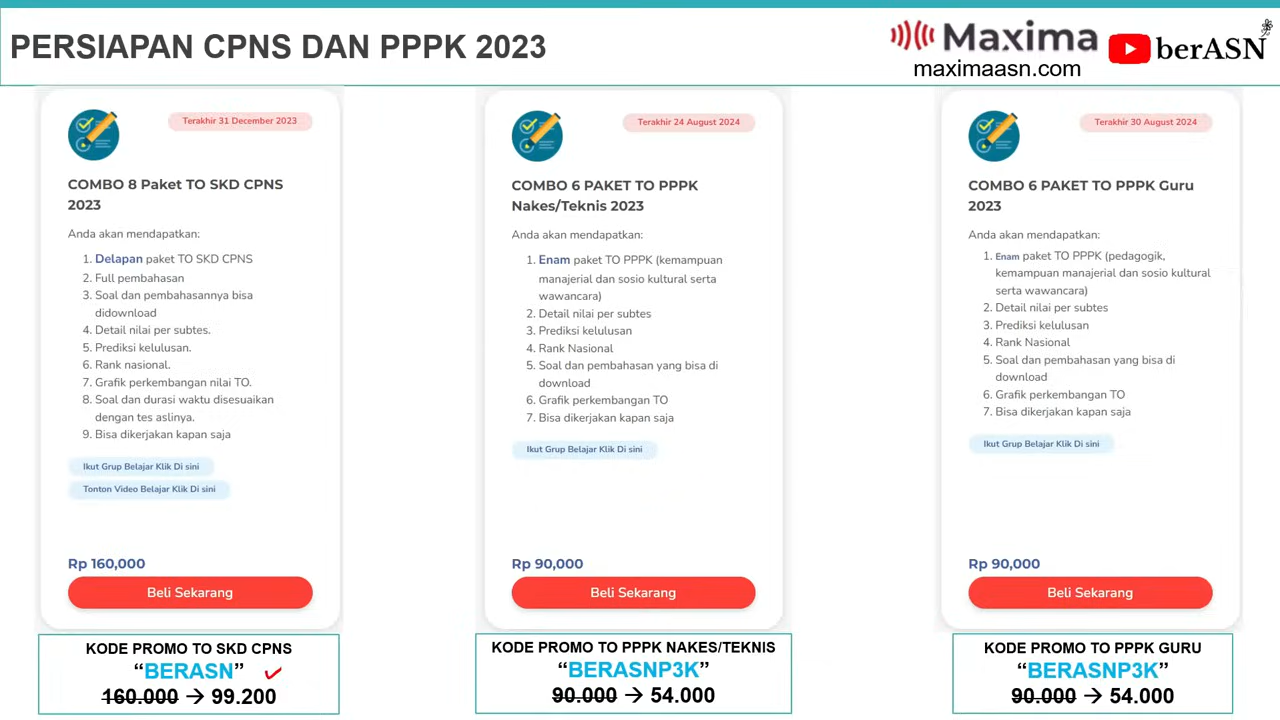 PERSIAPAN CPNS DAN PPPK 2023
Maxima
maximaasn.com
berASN
Terakhir 31 December 2023
COMBO 8 Paket TO SKD CPNS
2023
Anda akan mendapatkan:
1. Delapan paket TO SKD CPNS
2. Full pembahasan
3. Soal dan pembahasannya bisa
didownload
4. Detail nilai per subtes.
5. Prediksi kelulusan.
6. Rank nasional.
7. Grafik perkembangan nilai TO.
8. Soal dan durasi waktu disesuaikan
dengan tes aslinya.
9. Bisa dikerjakan kapan saja
Ikut Grup Belajar Klik Di sini
Tonton Video Belajar Klik Di sini
Rp 160,000
Beli Sekarang
KODE PROMO TO SKD CPNS
“BERASN”
160.000 → 99.200
Terakhir 24 August 2024
COMBO 6 PAKET TO PPPK
Nakes/Teknis 2023
Anda akan mendapatkan:
1. Enam paket TO PPPK (kemampuan
manajerial dan sosio kultural serta
wawancara)
2. Detail nilai per subtes
3. Prediksi kelulusan
4. Rank Nasional
5. Soal dan pembahasan yang bisa di
download
6. Grafik perkembangan TO
7. Bisa dikerjakan kapan saja
Ikut Grup Belajar Klik Di sini
Rp 90,000
Beli Sekarang
KODE PROMO TO PPPK NAKES/TEKNIS
“BERASNP3K”
90.000 → 54.000
Terakhir 30 August 2024
COMBO 6 PAKET TO PPPK Guru
2023
Anda akan mendapatkan:
1. Enam paket TO PPPK (pedagogik,
kemampuan manajerial dan sosio kultural
serta wawancara)
2. Detail nilai per subtes
3. Prediksi kelulusan
4. Rank Nasional
5. Soal dan pembahasan yang bisa di
download
6. Grafik perkembangan TO
7. Bisa dikerjakan kapan saja
Ikut Grup Belajar Klik Di sini
Rp 90,000
Beli Sekarang
KODE PROMO TO PPPK GURU
“BERASNP3K”
90.000 → 54.000